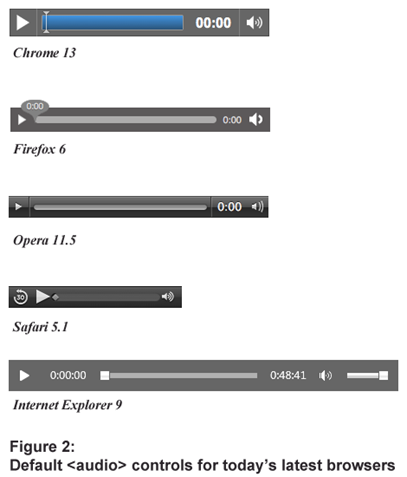 00:00
Chrome 13
0:00
0:00
Firefox 6
0:00
Opera 11.5
30
Safari 5.1
0:00:00 0:48:41
Internet Explorer 9
Figure 2:
Default <audio> controls for today's latest browsers